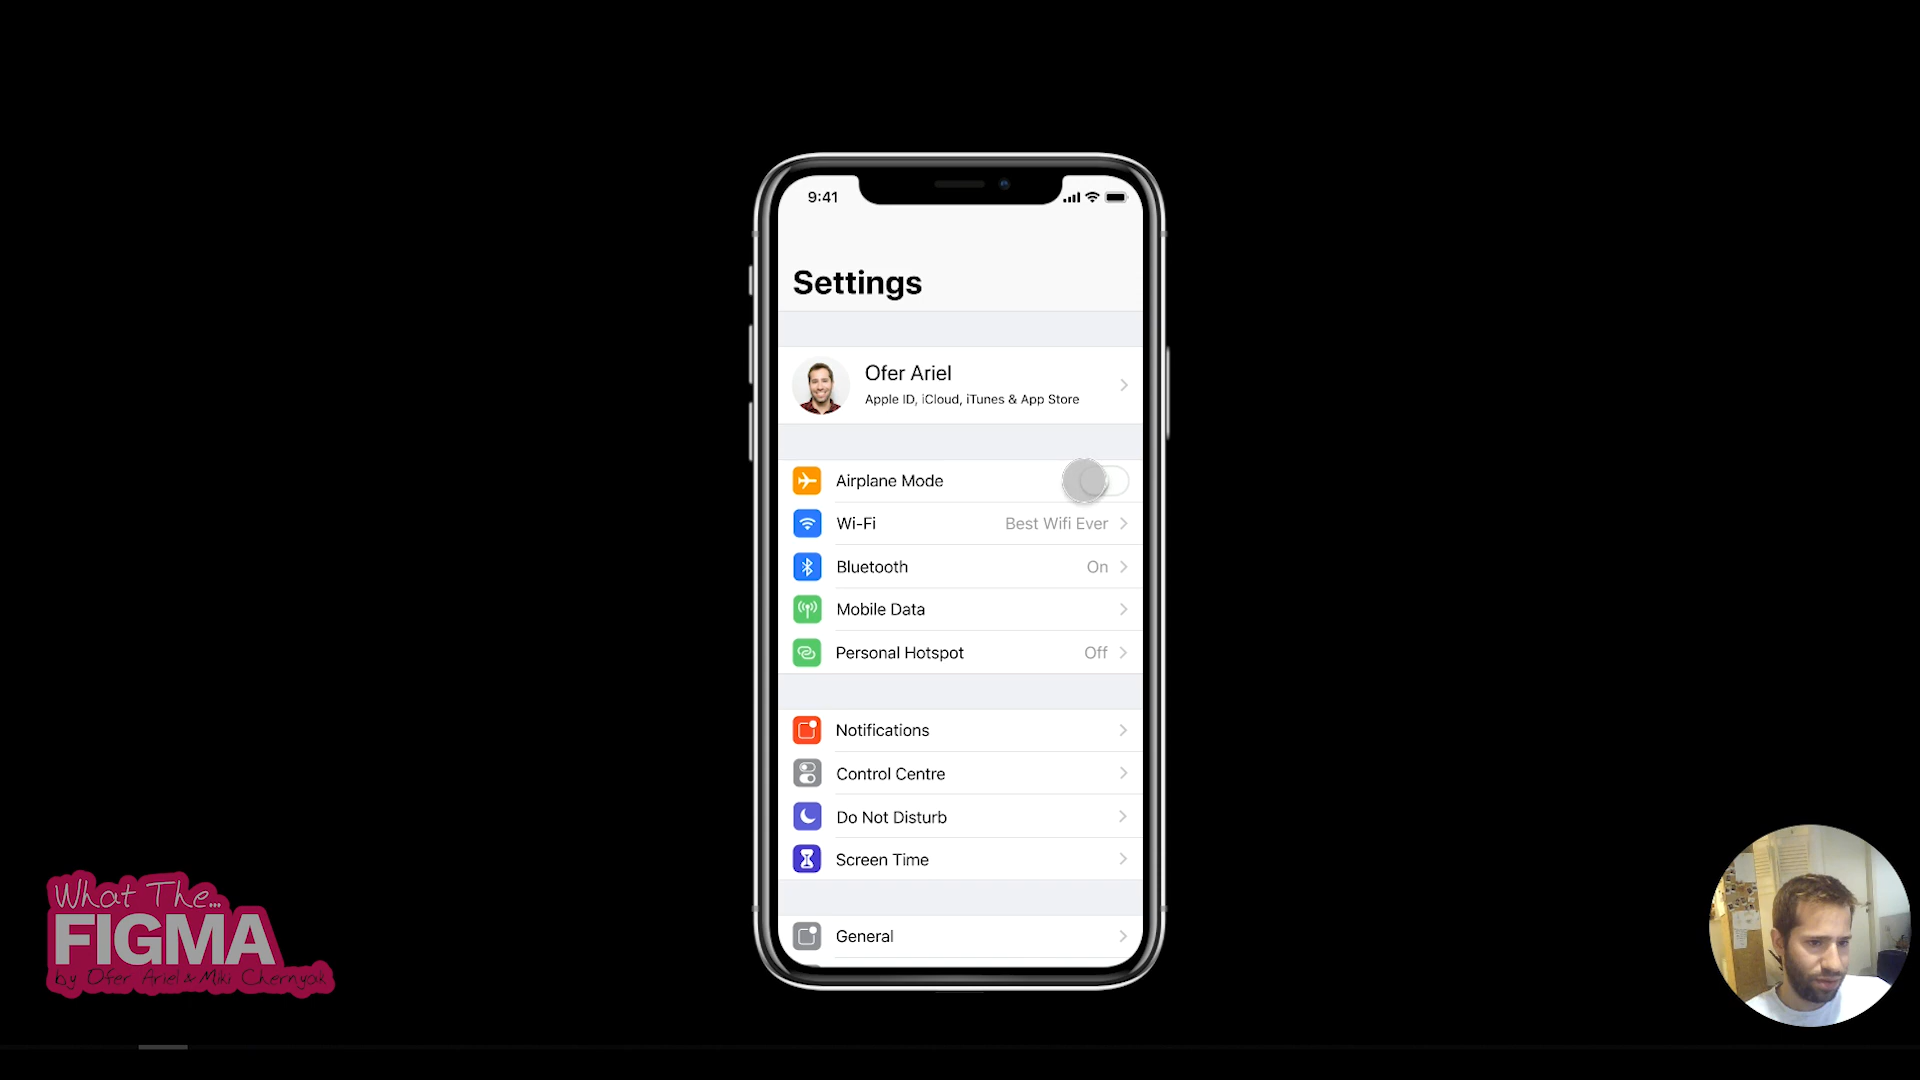 9:41
Settings
Ofer Ariel
Apple ID, iCloud, iTunes & App Store
Airplane Mode
Wi-Fi Best Wifi Ever
Bluetooth On
Mobile Data
Personal Hotspot Off
Notifications
Control Centre
Do Not Disturb
Screen Time
General
What The...
FIGMA
by Ofer Ariel & Miki Chernyak